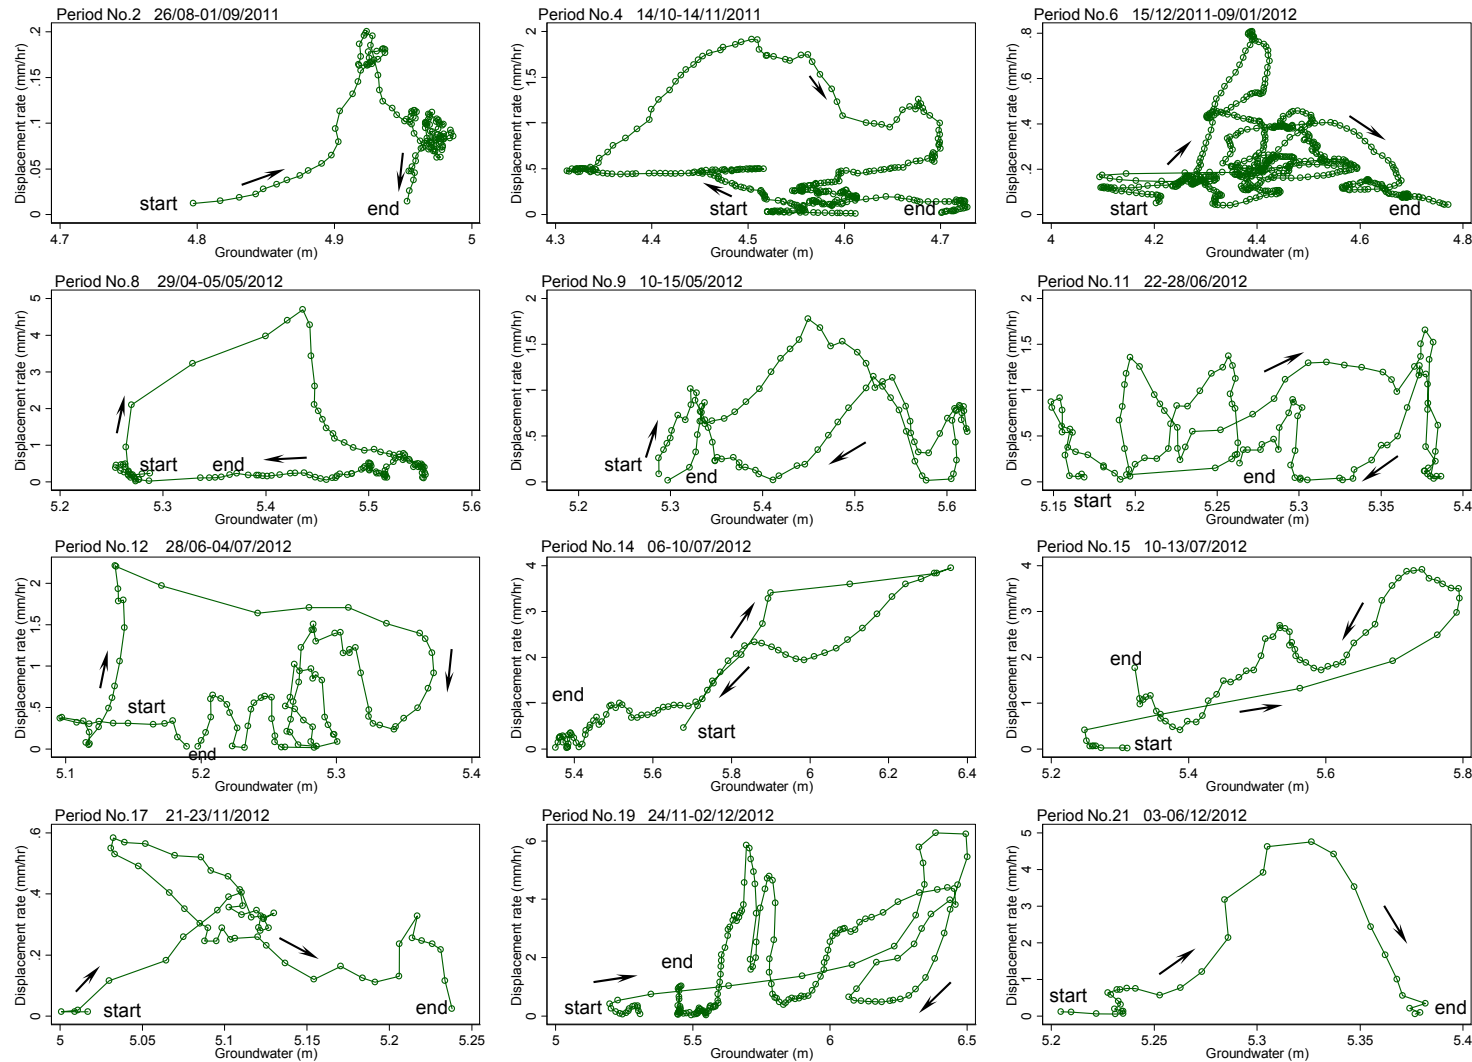 Period No.2 26/08-01/09/2011
Displacement rate (mm/hr)
.2
.15
.1
.05
0
start
end
4.7 4.8 4.9 5
Groundwater (m)
Period No.4 14/10-14/11/2011
Displacement rate (mm/hr)
2
1.5
1
.5
0
start
end
4.3 4.4 4.5 4.6 4.7
Groundwater (m)
Period No.6 15/12/2011-09/01/2012
Displacement rate (mm/hr)
.8
.6
.4
.2
0
start
end
4 4.2 4.4 4.6 4.8
Groundwater (m)
Period No.8 29/04-05/05/2012
Displacement rate (mm/hr)
5
4
3
2
1
0
start
end
5.2 5.3 5.4 5.5 5.6
Groundwater (m)
Period No.9 10-15/05/2012
Displacement rate (mm/hr)
2
1.5
1
.5
0
start
end
5.2 5.3 5.4 5.5 5.6
Groundwater (m)
Period No.11 22-28/06/2012
Displacement rate (mm/hr)
2
1.5
1
.5
0
start
end
5.15 5.2 5.25 5.3 5.35 5.4
Groundwater (m)
Period No.12 28/06-04/07/2012
Displacement rate (mm/hr)
2
1.5
1
.5
0
start
end
5.1 5.2 5.3 5.4
Groundwater (m)
Period No.14 06-10/07/2012
Displacement rate (mm/hr)
4
3
2
1
0
end
start
5.4 5.6 5.8 6 6.2 6.4
Groundwater (m)
Period No.15 10-13/07/2012
Displacement rate (mm/hr)
4
3
2
1
0
end
start
5.2 5.4 5.6 5.8
Groundwater (m)
Period No.17 21-23/11/2012
Displacement rate (mm/hr)
.6
.4
.2
0
start
end
5 5.05 5.1 5.15 5.2 5.25
Groundwater (m)
Period No.19 24/11-02/12/2012
Displacement rate (mm/hr)
6
4
2
0
end
start
5 5.5 6 6.5
Groundwater (m)
Period No.21 03-06/12/2012
Displacement rate (mm/hr)
5
4
3
2
1
0
start
end
5.2 5.25 5.3 5.35 5.4
Groundwater (m)